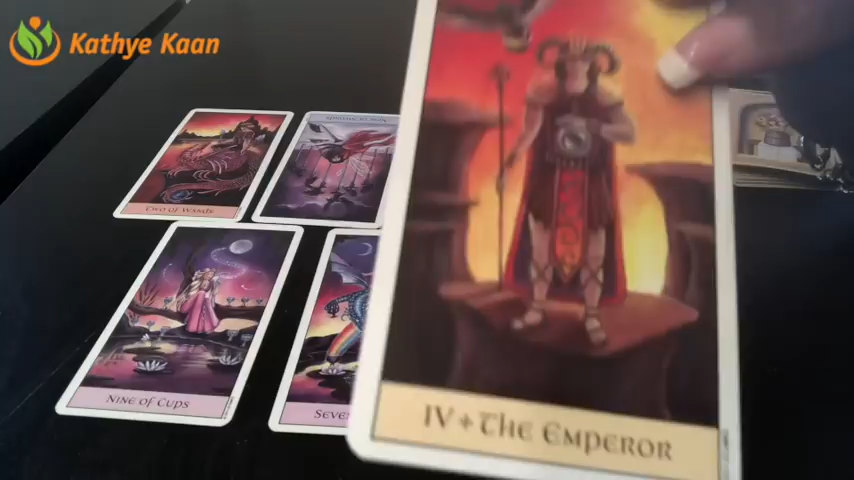 Kathye Kaan
Two of Wands
Nine of Cups
Seven
IV + The Emperor